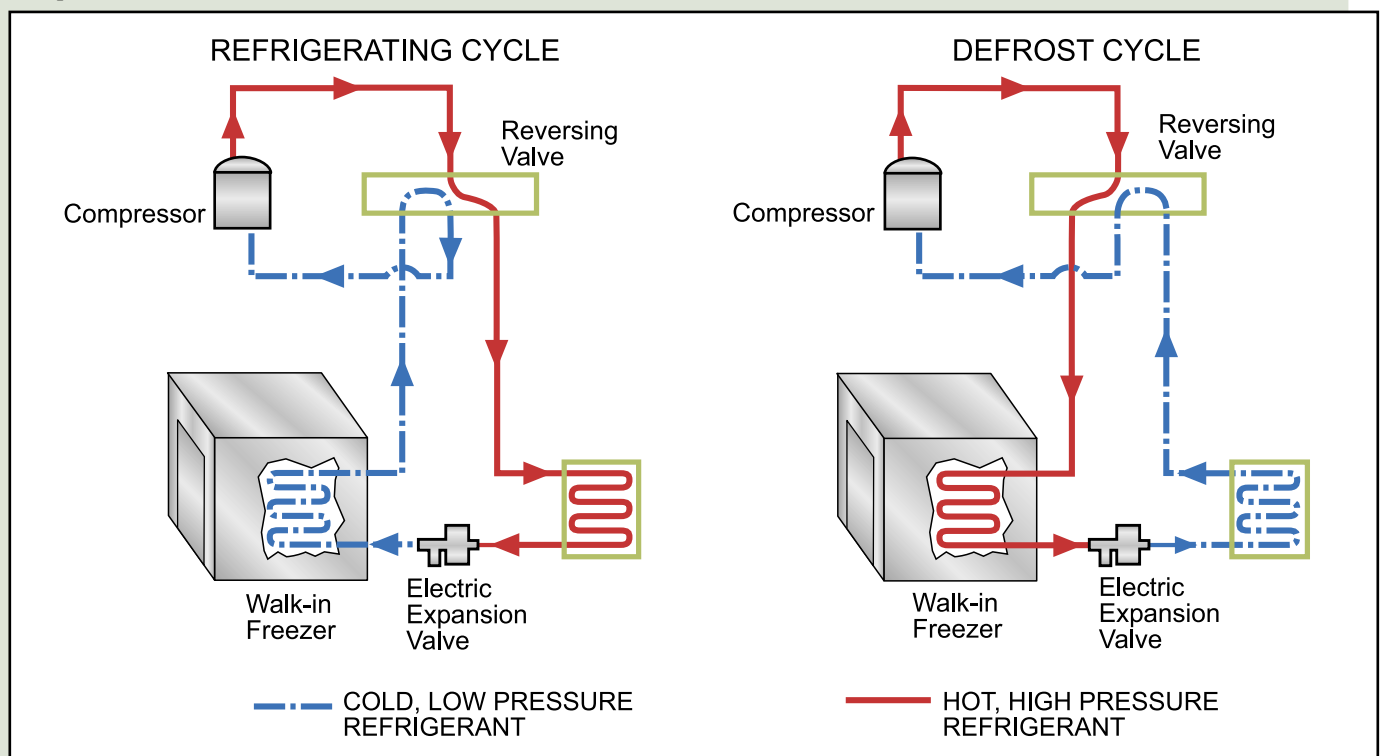 REFRIGERATING CYCLE
Compressor
Reversing
Valve
Walk-in
Freezer
Electric
Expansion
Valve
DEFROST CYCLE
Compressor
Reversing
Valve
Walk-in
Freezer
Electric
Expansion
Valve
COLD, LOW PRESSURE
REFRIGERANT
HOT, HIGH PRESSURE
REFRIGERANT